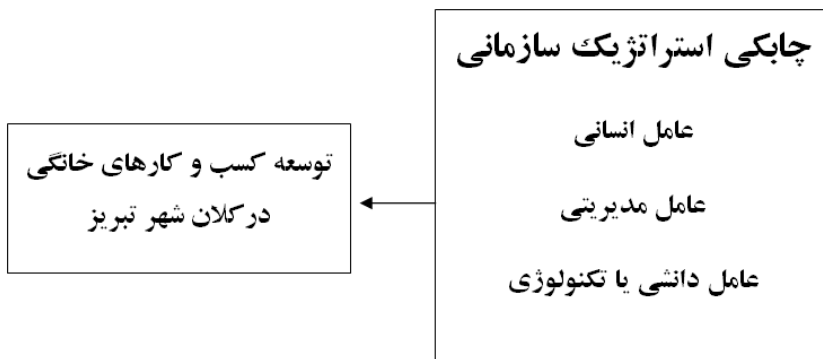 چابکی استراتژیک سازمانی
عامل انسانی
عامل مدیریتی
عامل دانشی یا تکنولوژی
توسعه کسب و کارهای خانگی
درکلان شهر تبریز